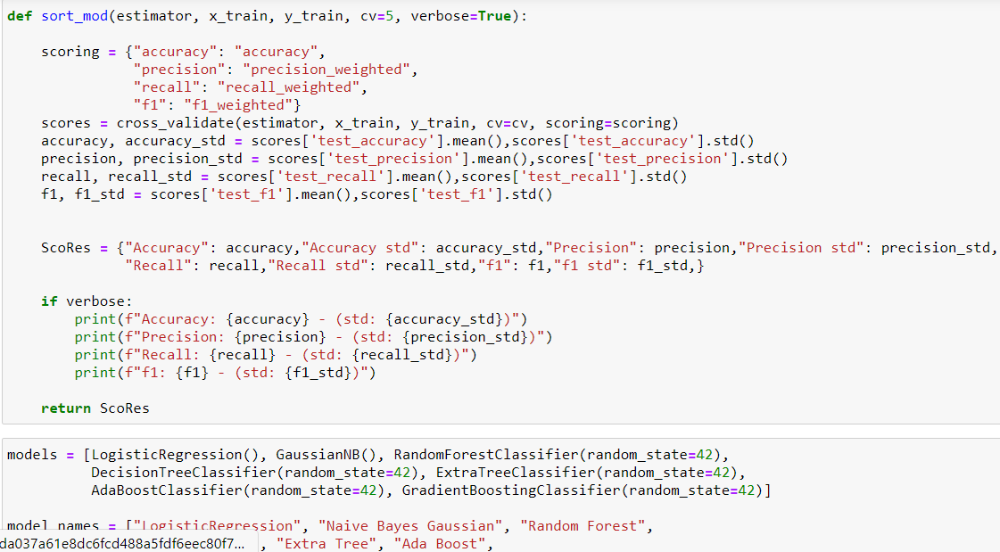 def sort_mod(estimator, x_train, y_train, cv=5, verbose=True):
scoring = {"accuracy": "accuracy",
"precision": "precision_weighted",
"recall": "recall_weighted",
"f1": "f1_weighted"}
scores = cross_validate(estimator, x_train, y_train, cv=cv, scoring=scoring)
accuracy, accuracy_std = scores['test_accuracy'].mean(),scores['test_accuracy'].std()
precision, precision_std = scores['test_precision'].mean(),scores['test_precision'].std()
recall, recall_std = scores['test_recall'].mean(),scores['test_recall'].std()
f1, f1_std = scores['test_f1'].mean(),scores['test_f1'].std()
ScoRes = {"Accuracy": accuracy,"Accuracy std": accuracy_std,"Precision": precision,"Precision std": precision_std,
"Recall": recall,"Recall std": recall_std,"f1": f1,"f1 std": f1_std,}
if verbose:
print(f"Accuracy: {accuracy} - (std: {accuracy_std})")
print(f"Precision: {precision} - (std: {precision_std})")
print(f"Recall: {recall} - (std: {recall_std})")
print(f"f1: {f1} - (std: {f1_std})")
return ScoRes
models = [LogisticRegression(), GaussianNB(), RandomForestClassifier(random_state=42),
DecisionTreeClassifier(random_state=42), ExtraTreeClassifier(random_state=42),
AdaBoostClassifier(random_state=42), GradientBoostingClassifier(random_state=42)]
model_names = ["LogisticRegression", "Naive Bayes Gaussian", "Random Forest",
da037a61e8dc6fcd488a5fdf6eec80f7... , "Extra Tree", "Ada Boost",